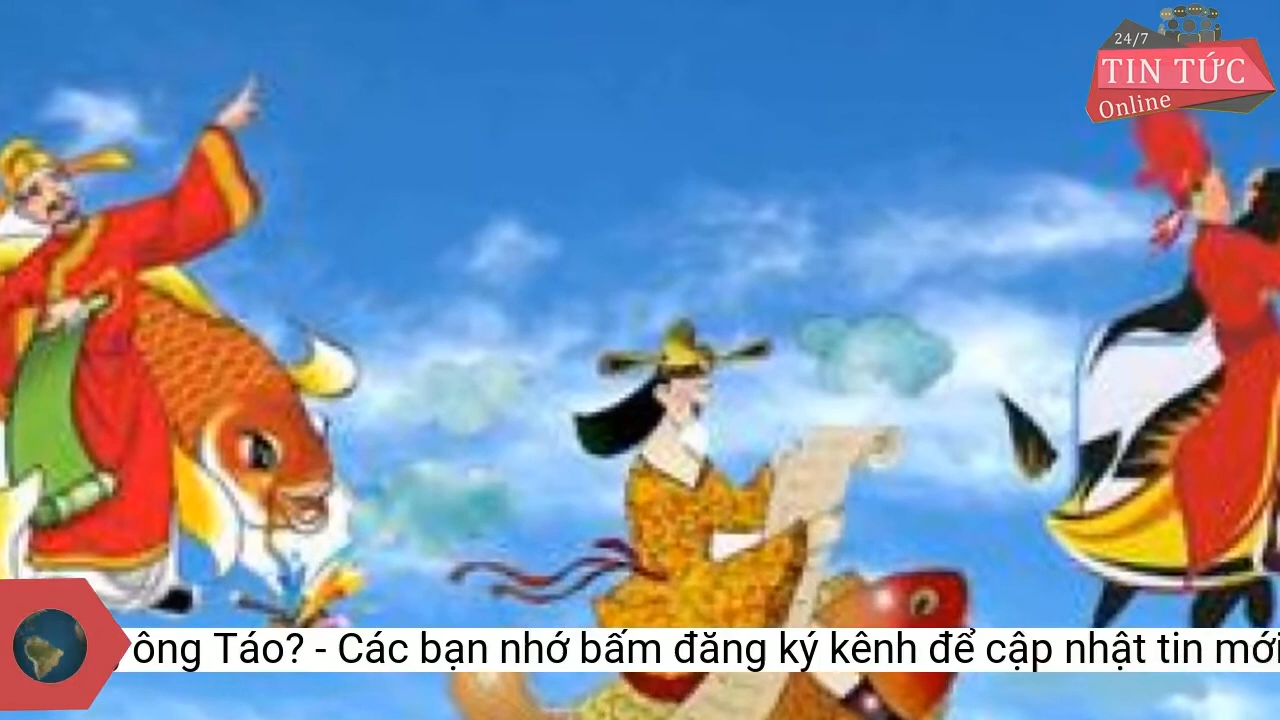 24/7
TIN TỨC
Online
ông Táo? - Các bạn nhớ bấm đăng ký kênh để cập nhật tin mới